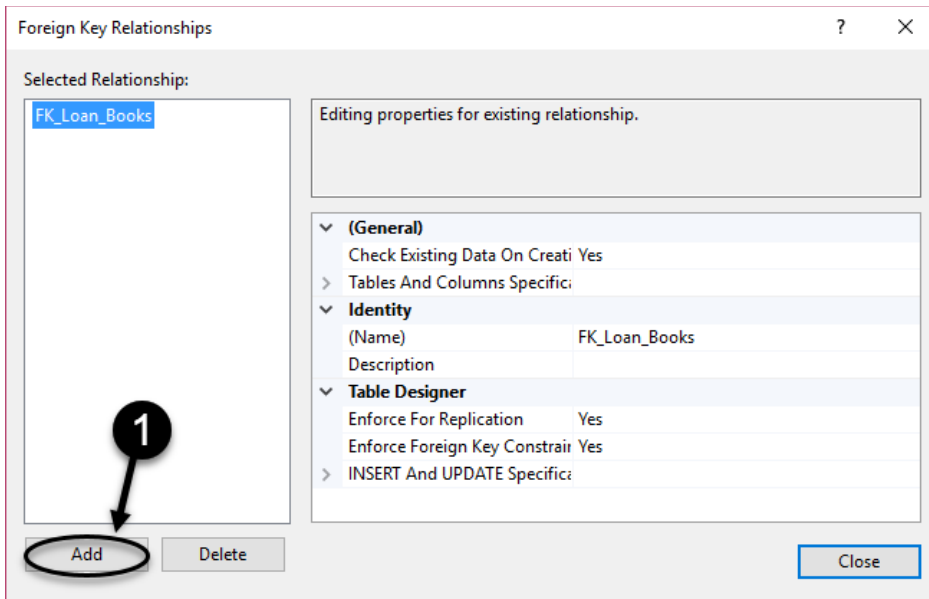 Foreign Key Relationships
Selected Relationship:
FK_Loan_Books
Editing properties for existing relationship.
(General)
Check Existing Data On Creati Yes
Tables And Columns Specifica
Identity
(Name) FK_Loan_Books
Description
Table Designer
Enforce For Replication Yes
Enforce Foreign Key Constrain Yes
INSERT And UPDATE Specifica
1
Add Delete
Close